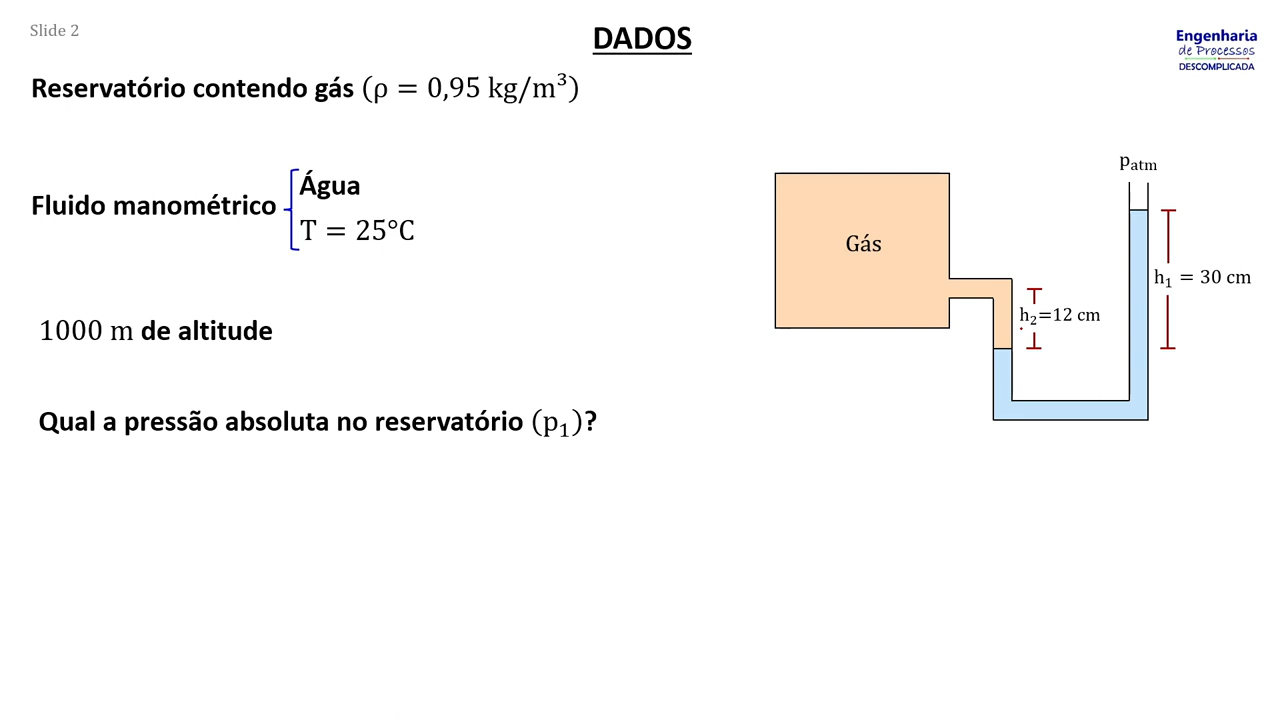 Slide 2
DADOS
Engenharia
de Processos
DESCOMPLICADA
Reservatório contendo gás (ρ = 0,95 kg/m³)
Fluido manométrico
Água
T = 25°C
1000 m de altitude
Qual a pressão absoluta no reservatório (p₁)?
pₐₜₘ
Gás
h₁ = 30 cm
h₂=12 cm